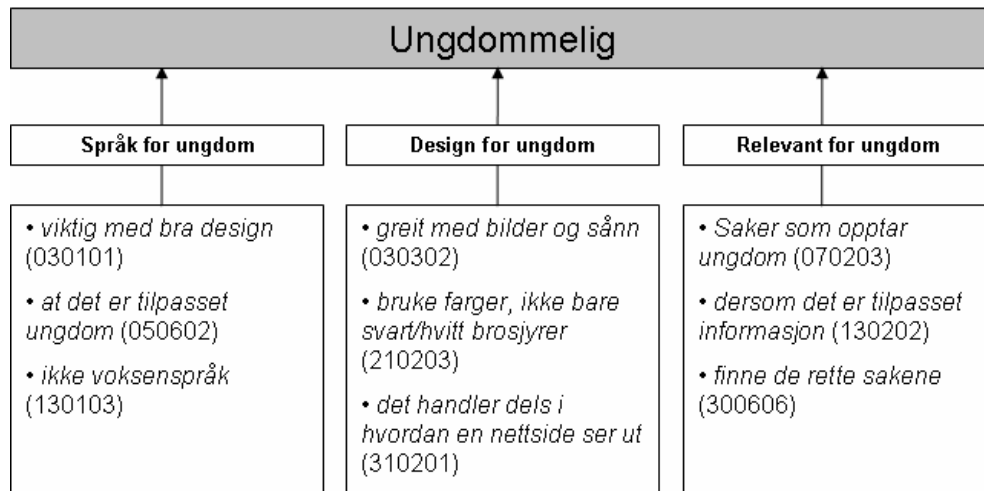 Ungdommelig
Språk for ungdom
Design for ungdom
Relevant for ungdom
• viktig med bra design
(030101)
• at det er tilpasset
ungdom (050602)
• ikke voksenspråk
(130103)
• greit med bilder og sånn
(030302)
• bruke farger, ikke bare
svart/hvitt brosjyrer
(210203)
• det handler dels i
hvordan en nettside ser ut
(310201)
• Saker som opptar
ungdom (070203)
• dersom det er tilpasset
informasjon (130202)
• finne de rette sakene
(300606)